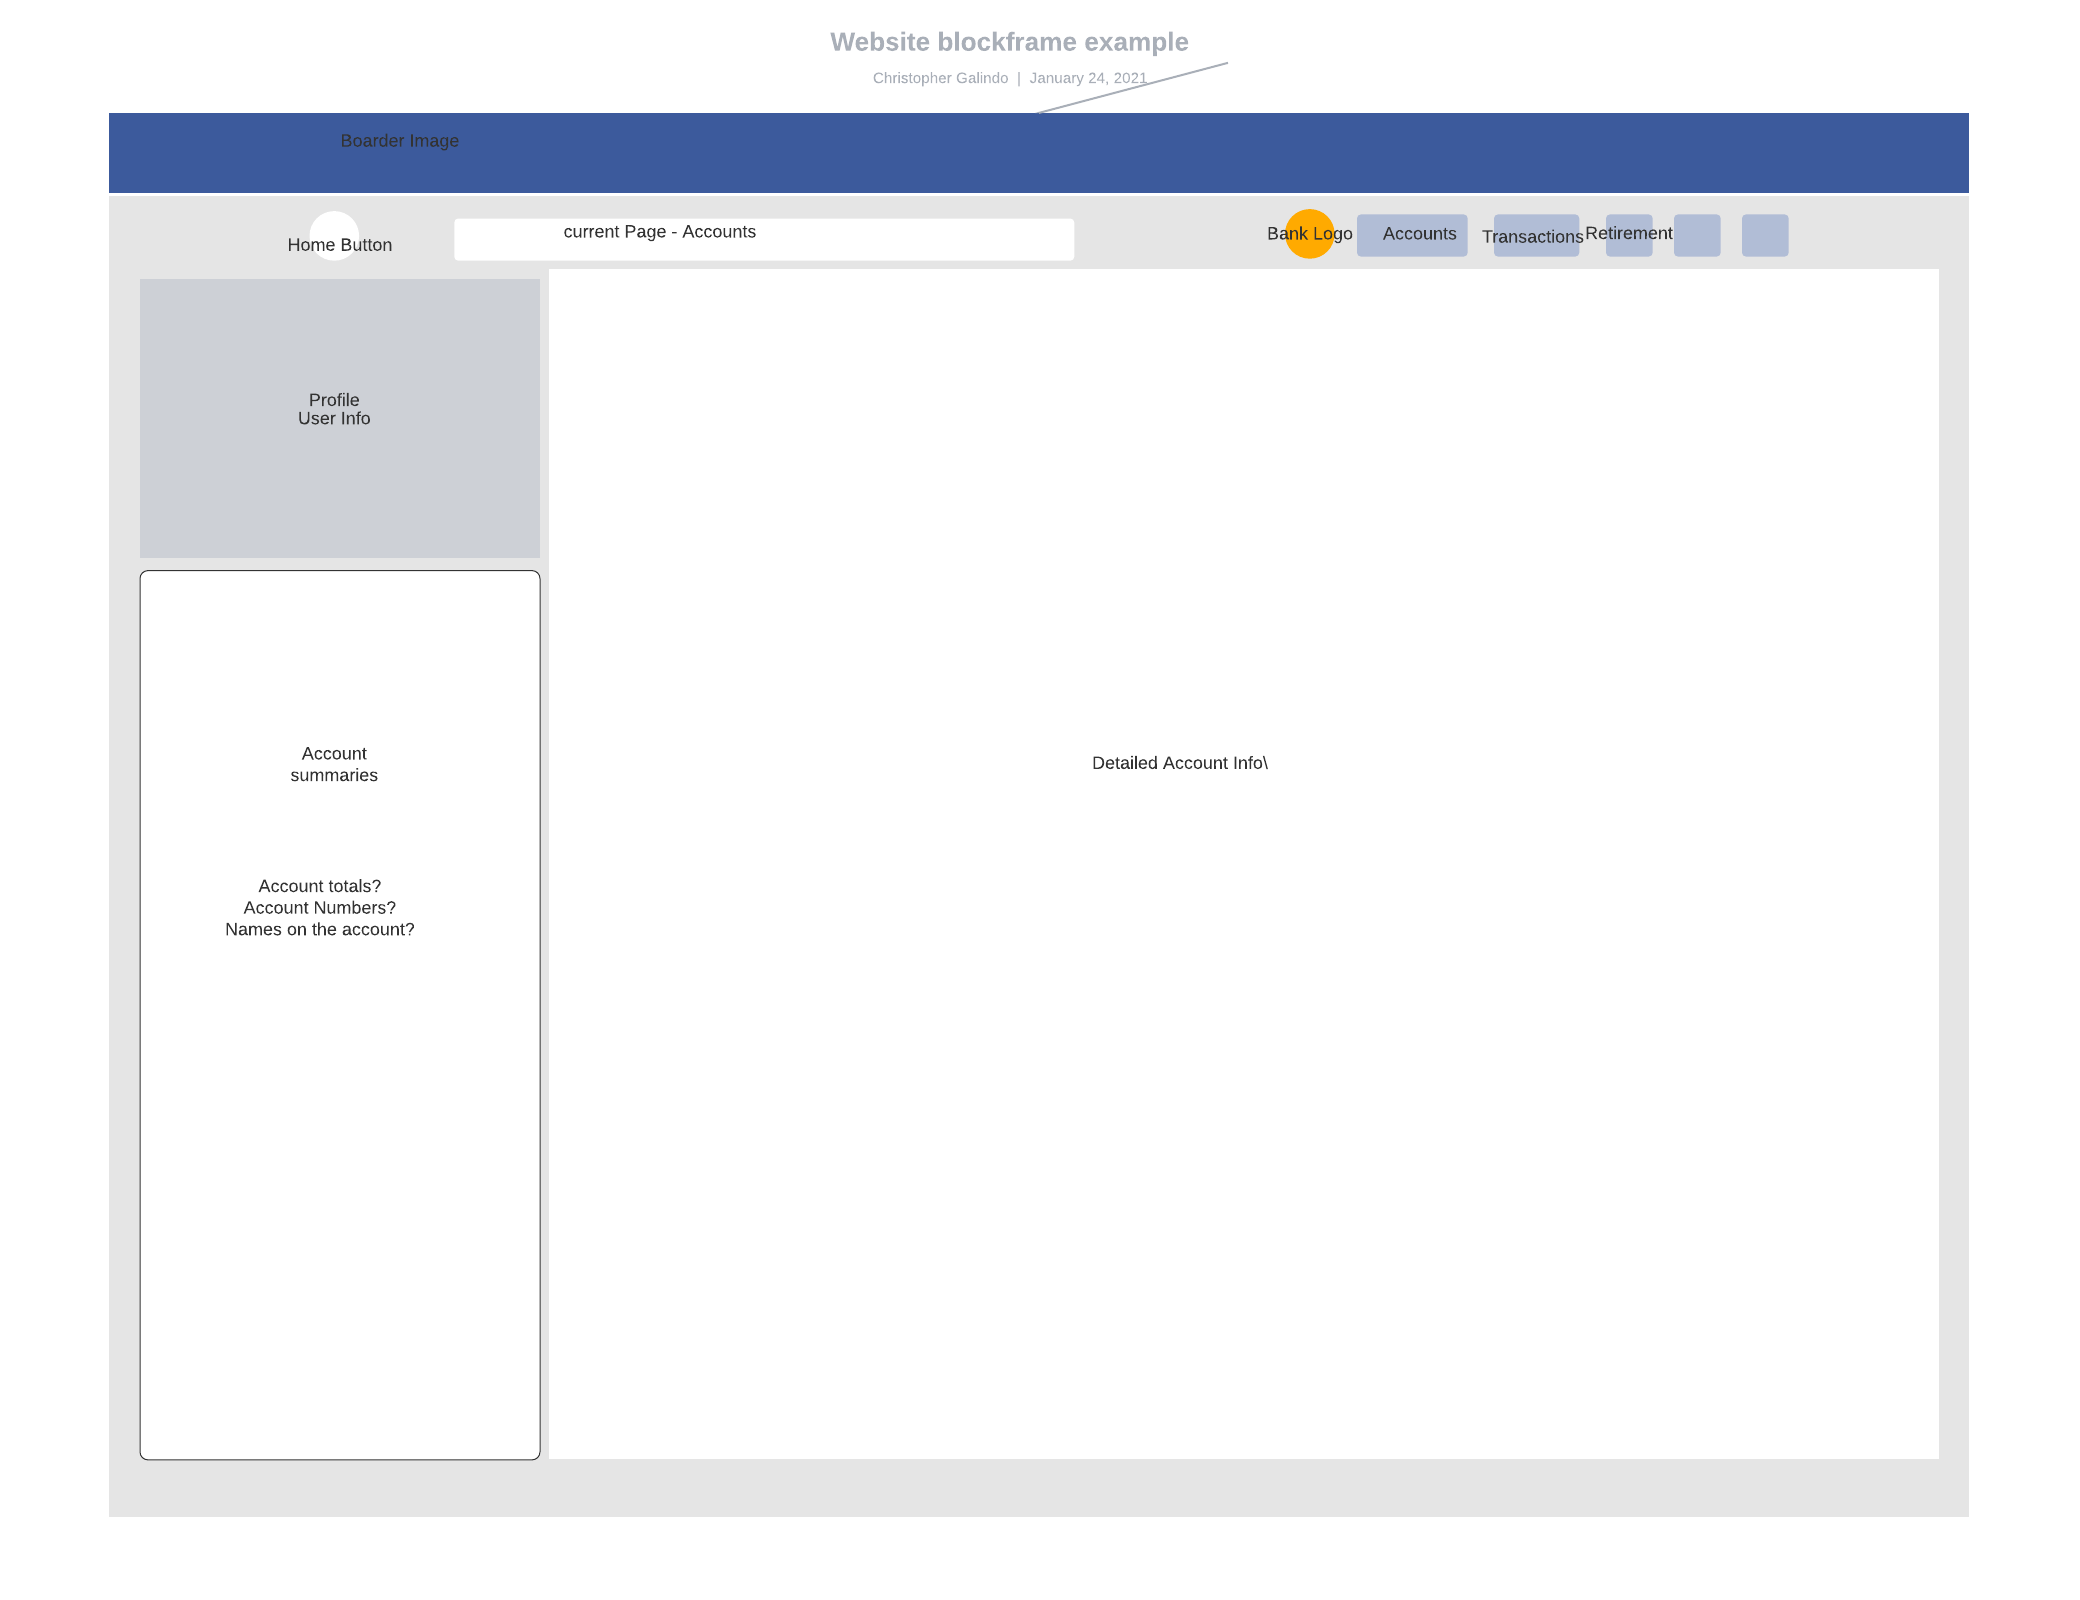 Website blockframe example
Christopher Galindo | January 24, 2021
Boarder Image
Home Button
current Page - Accounts
Bank Logo
Accounts
Transactions
Retirement
Profile
User Info
Account
summaries
Account totals?
Account Numbers?
Names on the account?
Detailed Account Info\